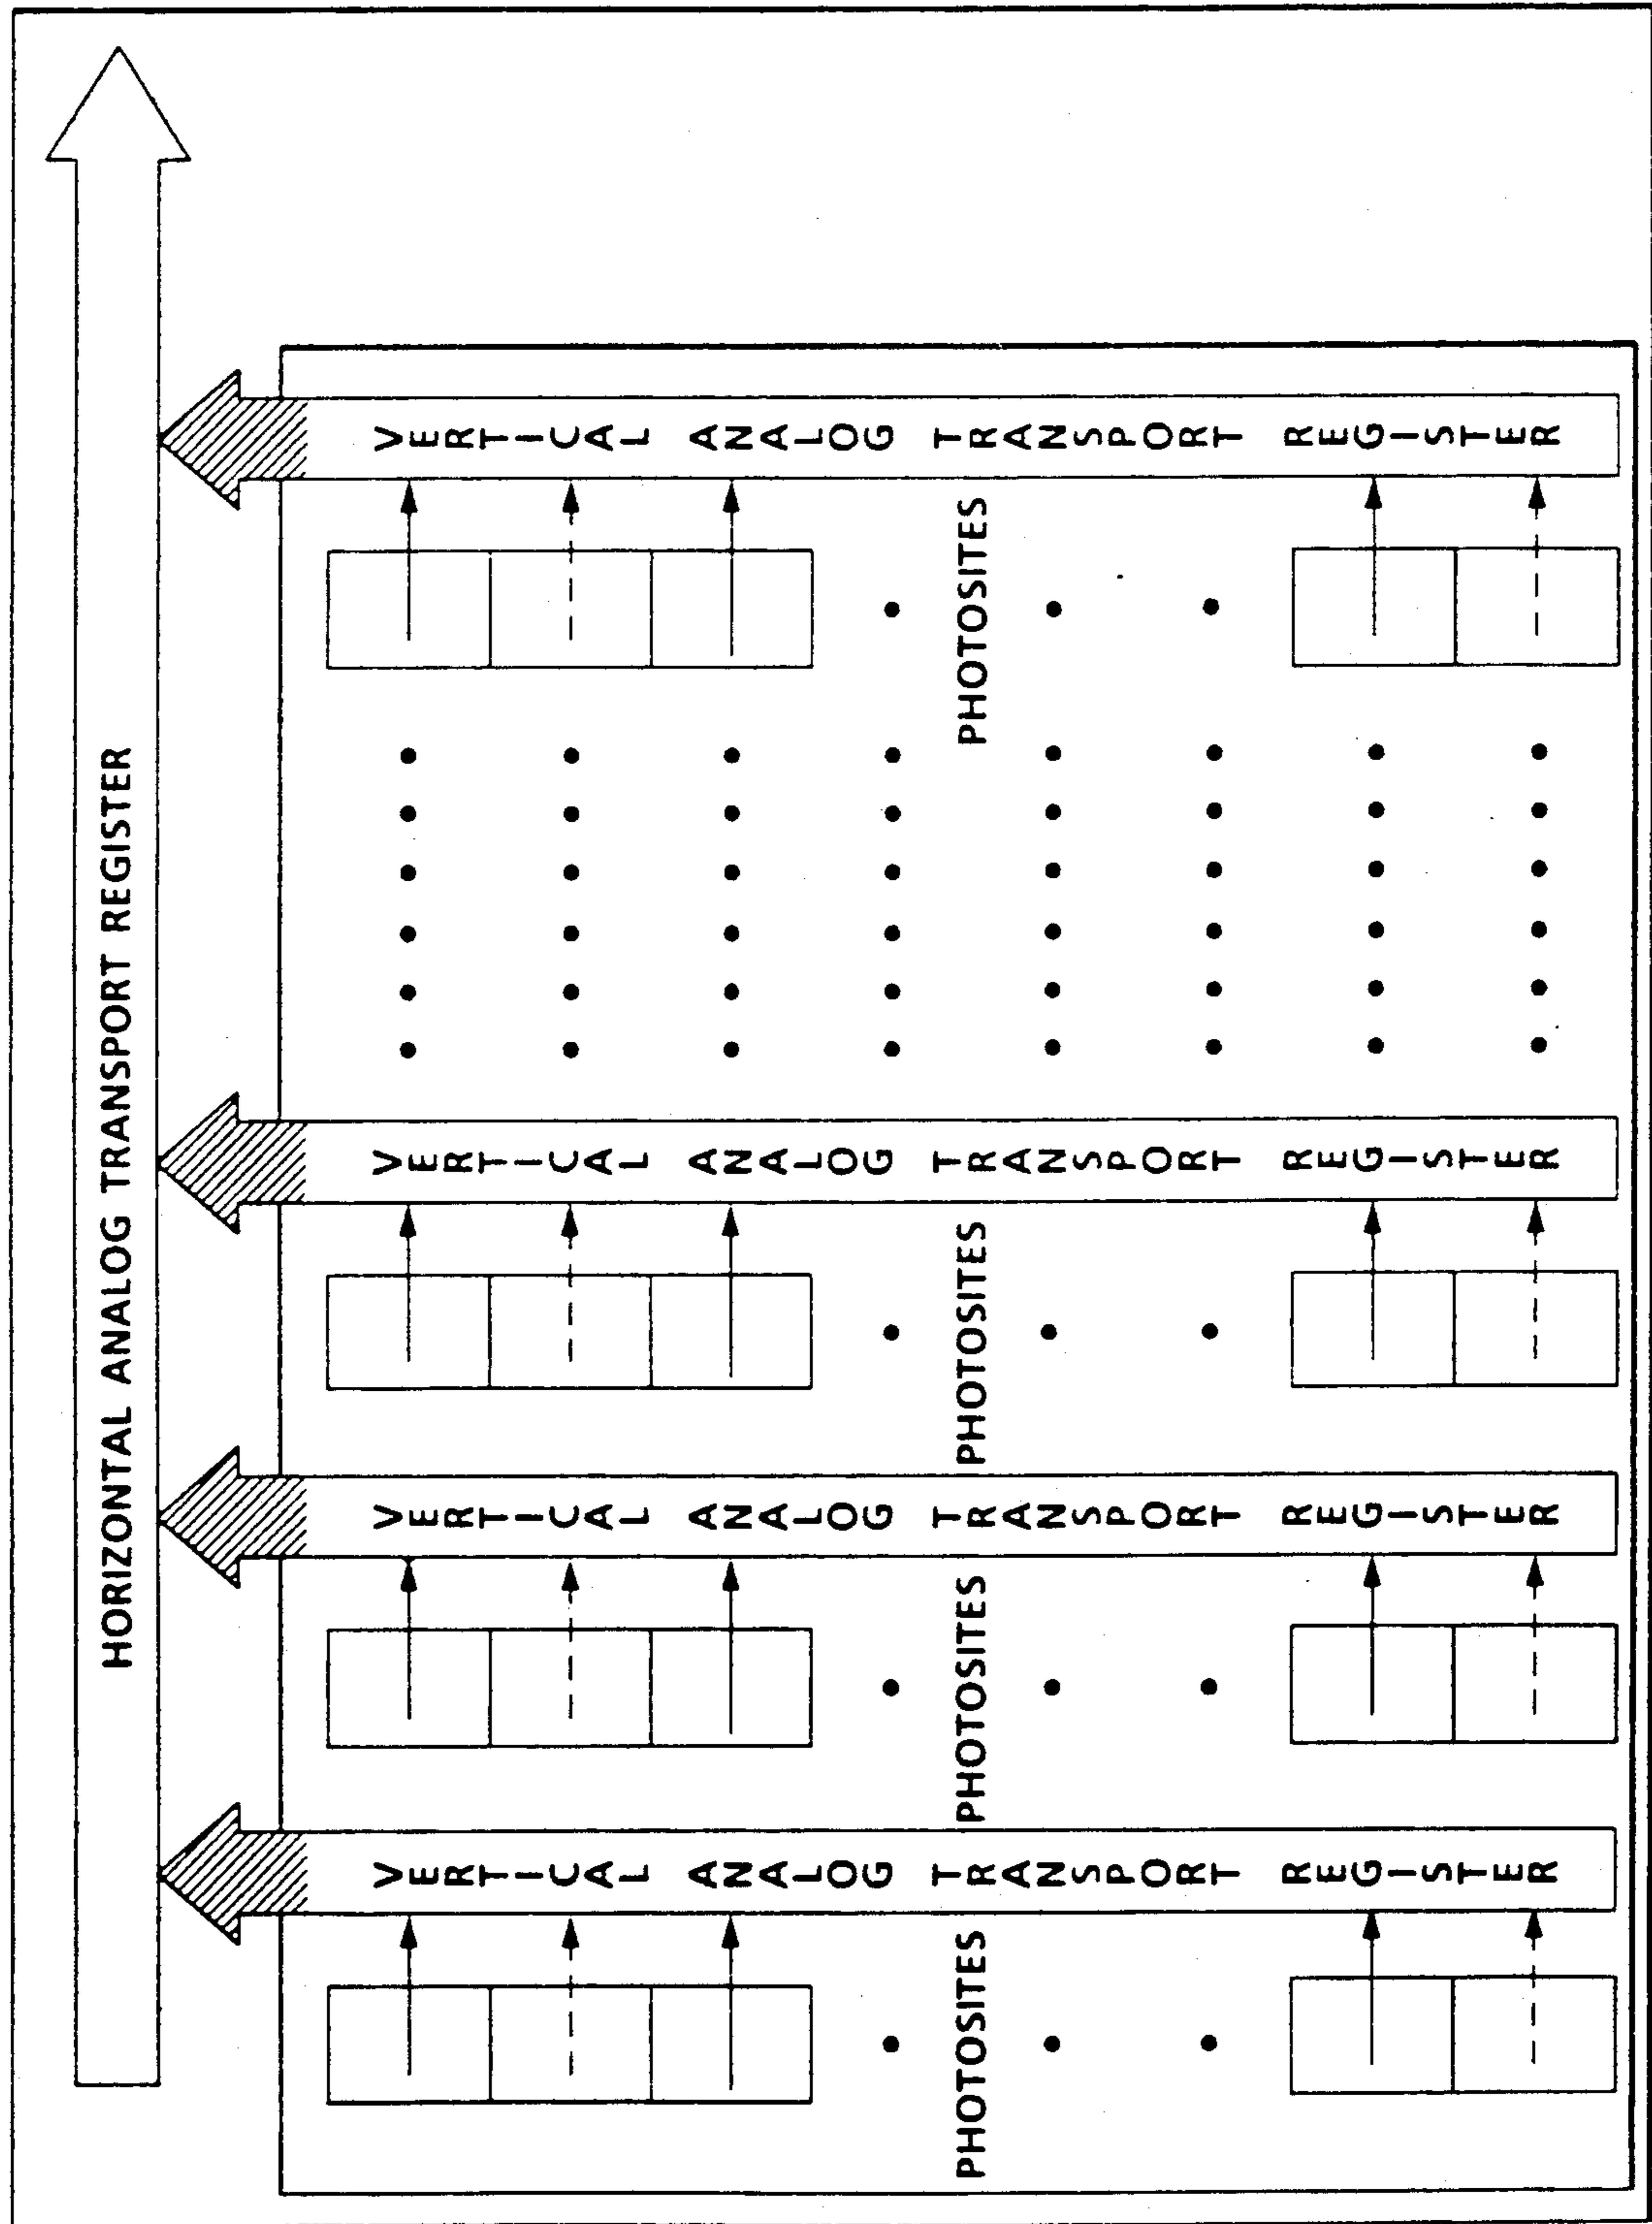 HORIZONTAL ANALOG TRANSPORT REGISTER
PHOTOSITES
VERTICAL ANALOG TRANSPORT REGISTER
PHOTOSITES
VERTICAL ANALOG TRANSPORT REGISTER
PHOTOSITES
VERTICAL ANALOG TRANSPORT REGISTER
PHOTOSITES
VERTICAL ANALOG TRANSPORT REGISTER